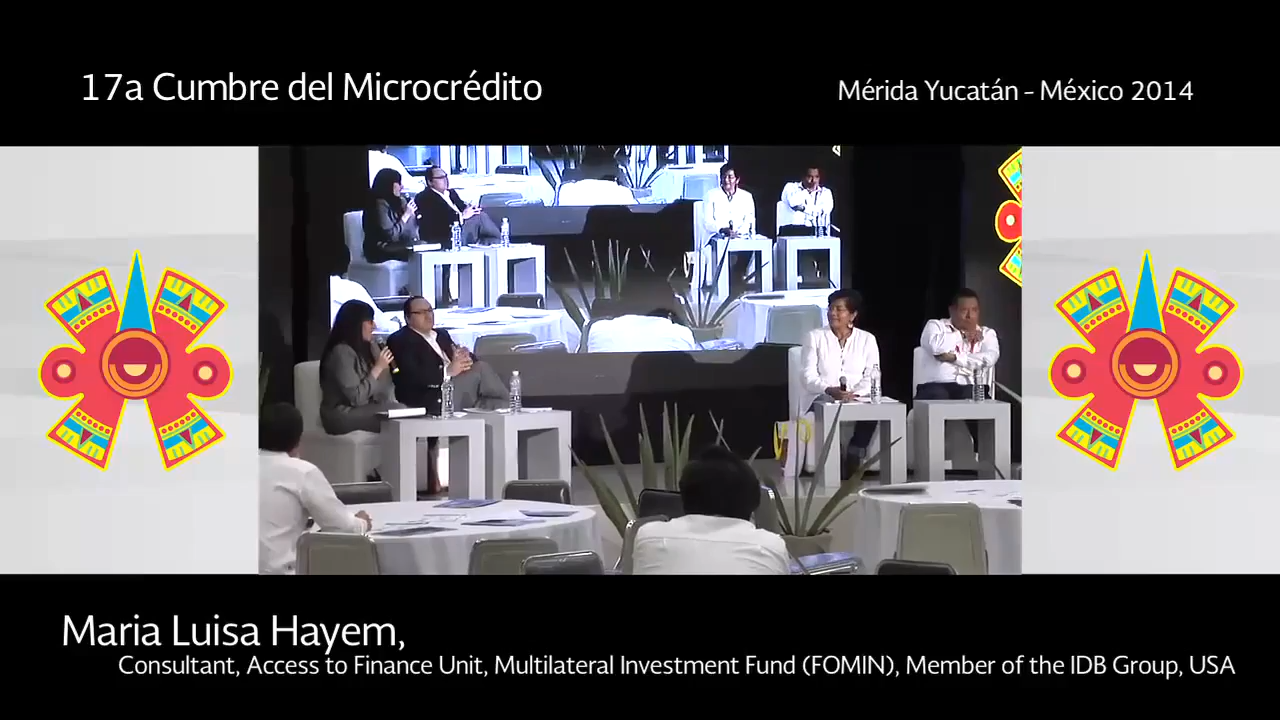 17a Cumbre del Microcrédito
Mérida Yucatán - México 2014
Maria Luisa Hayem,
Consultant, Access to Finance Unit, Multilateral Investment Fund (FOMIN), Member of the IDB Group, USA